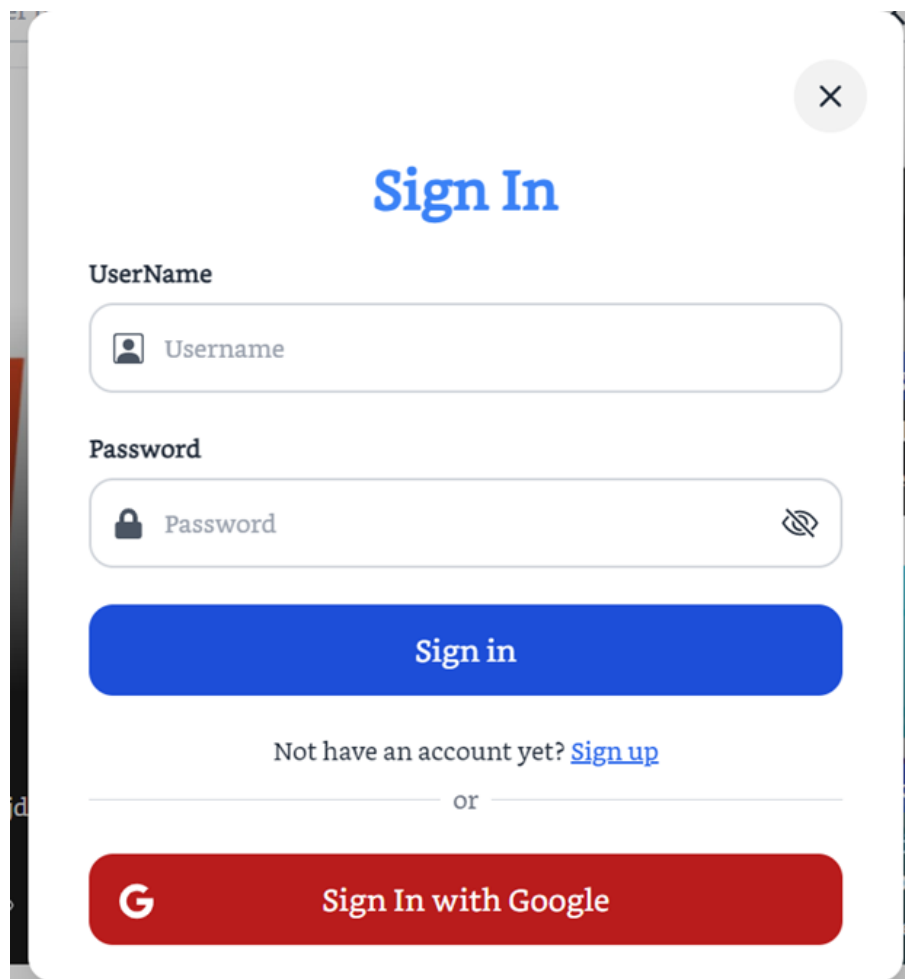 Sign In
UserName
Username
Password
Password
Sign in
Not have an account yet? Sign up
or
G
Sign In with Google
jd